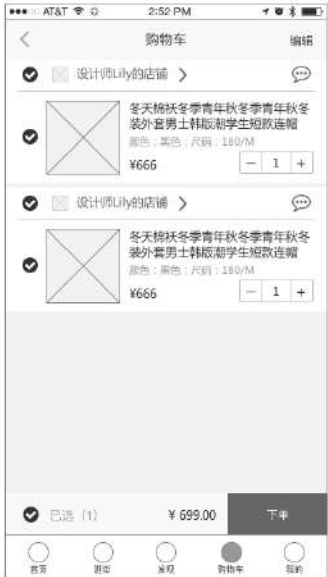 AT&T 2:52 PM
购物车 编辑
设计师Lily的店铺
冬天棉袄冬季青年秋冬季青年秋冬
装外套男士韩版潮学生短款连帽
颜色：黑色；尺码：180/M
¥666 — 1 +
设计师Lily的店铺
冬天棉袄冬季青年秋冬季青年秋冬
装外套男士韩版潮学生短款连帽
颜色：黑色；尺码：180/M
¥666 — 1 +
已选（1） ¥ 699.00 下单
首页 发现 购物车 我的